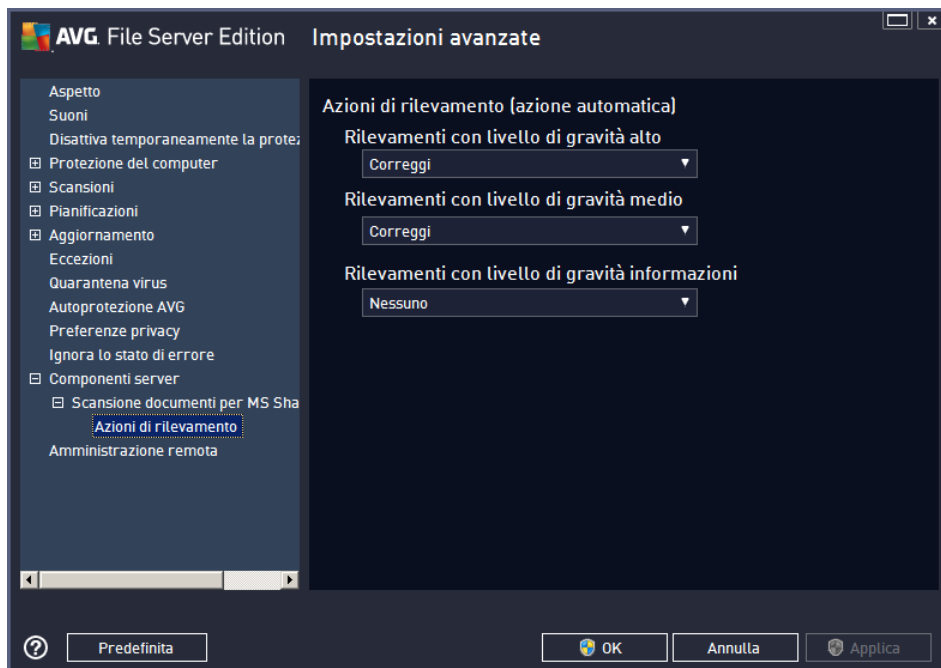 AVG. File Server Edition Impostazioni avanzate
Aspetto
Suoni
Disattiva temporaneamente la protez
Protezione del computer
Scansioni
Pianificazioni
Aggiornamento
Eccezioni
Quarantena virus
Autoprotezione AVG
Preferenze privacy
Ignora lo stato di errore
Componenti server
Scansione documenti per MS Sha
Azioni di rilevamento
Amministrazione remota
Azioni di rilevamento (azione automatica)
Rilevamenti con livello di gravità alto
Correggi
Rilevamenti con livello di gravità medio
Correggi
Rilevamenti con livello di gravità informazioni
Nessuno
Predefinita
OK
Annulla
Applica